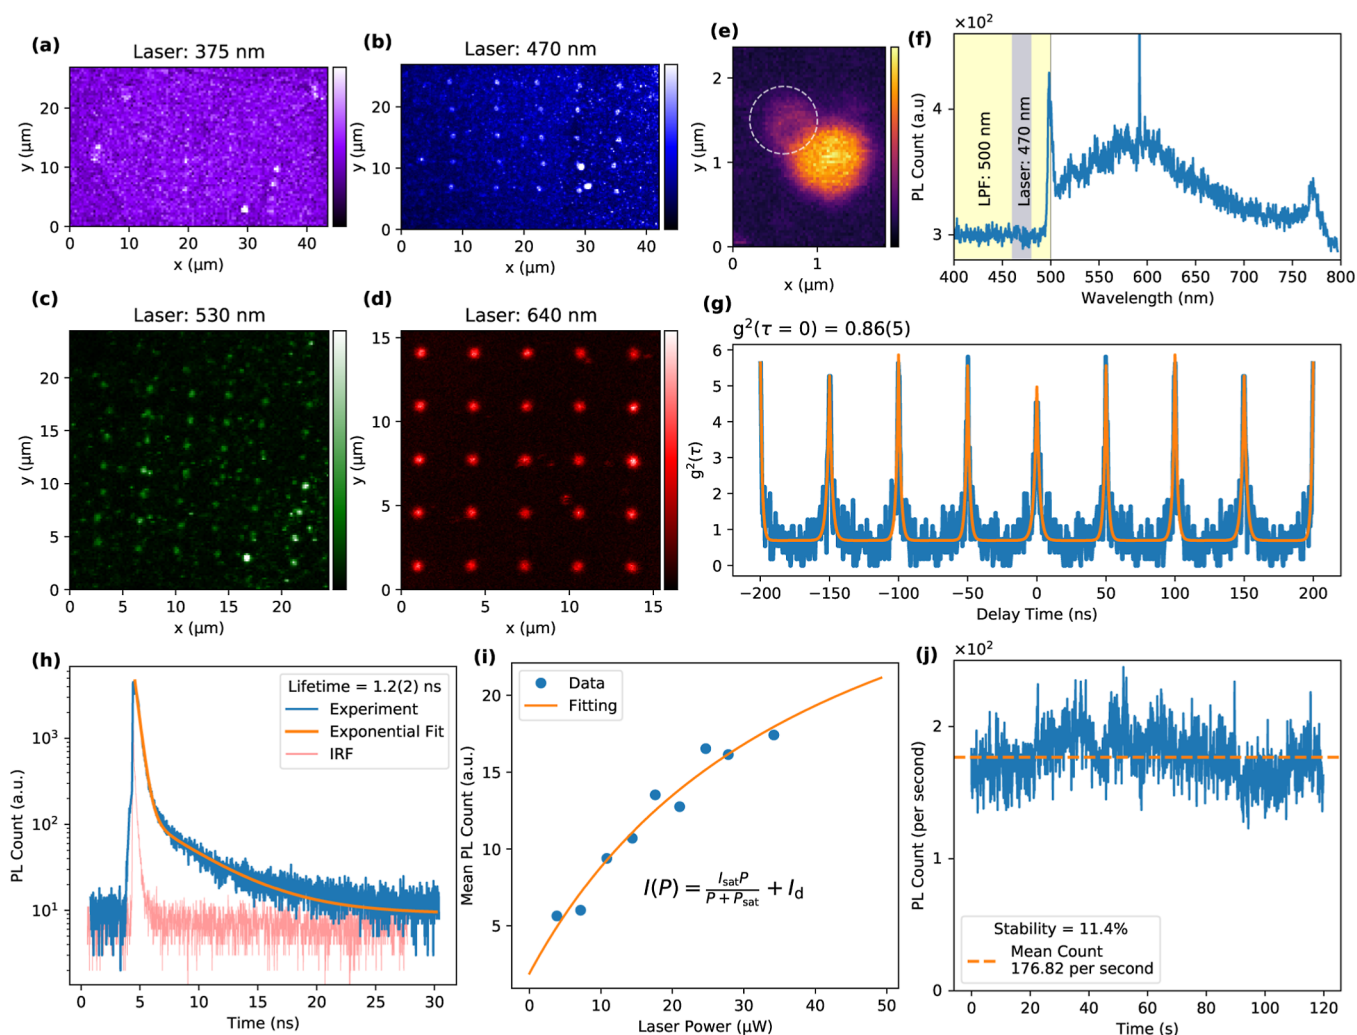 (a)
Laser: 375 nm
y (μm)
20
10
0
0 10 20 30 40
x (μm)
(b)
Laser: 470 nm
y (μm)
30
20
10
0
0 10 20 30 40
x (μm)
(c)
Laser: 530 nm
y (μm)
20
15
10
5
0
0 5 10 15 20
x (μm)
(d)
Laser: 640 nm
y (μm)
15
10
5
0
0 5 10 15
x (μm)
(e)
y (μm)
2
1
0
0 1
x (μm)
(f)
×10²
PL Count (a.u)
4
3
LPF: 500 nm
Laser: 470 nm
400 450 500 550 600 650 700 750 800
Wavelength (nm)
(g)
g²(τ = 0) = 0.86(5)
g²(τ)
6
5
4
3
2
1
0
−200 −150 −100 −50 0 50 100 150 200
Delay Time (ns)
(h)
PL Count (a.u.)
10³
10²
10¹
Lifetime = 1.2(2) ns
Experiment
Exponential Fit
IRF
0 5 10 15 20 25 30
Time (ns)
(i)
Mean PL Count (a.u.)
20
15
10
5
Data
Fitting
I(P) = I_sat P / (P + P_sat) + I_d
0 10 20 30 40 50
Laser Power (μW)
(j)
×10²
PL Count (per second)
2
1
0
Stability = 11.4%
Mean Count
176.82 per second
0 20 40 60 80 100 120
Time (s)